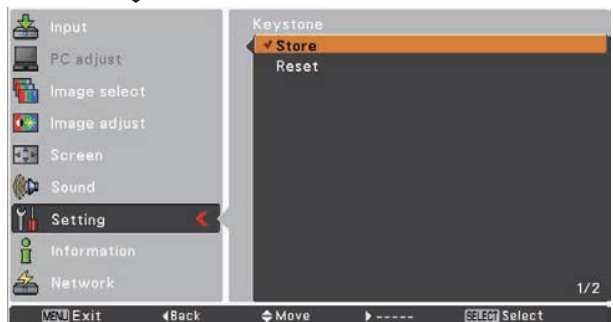 Input
PC adjust
Image select
Image adjust
Screen
Sound
Setting
Information
Network
Keystone
✔Store
Reset
1/2
MENU Exit ◀Back ◆Move ▶----- SELECT Select